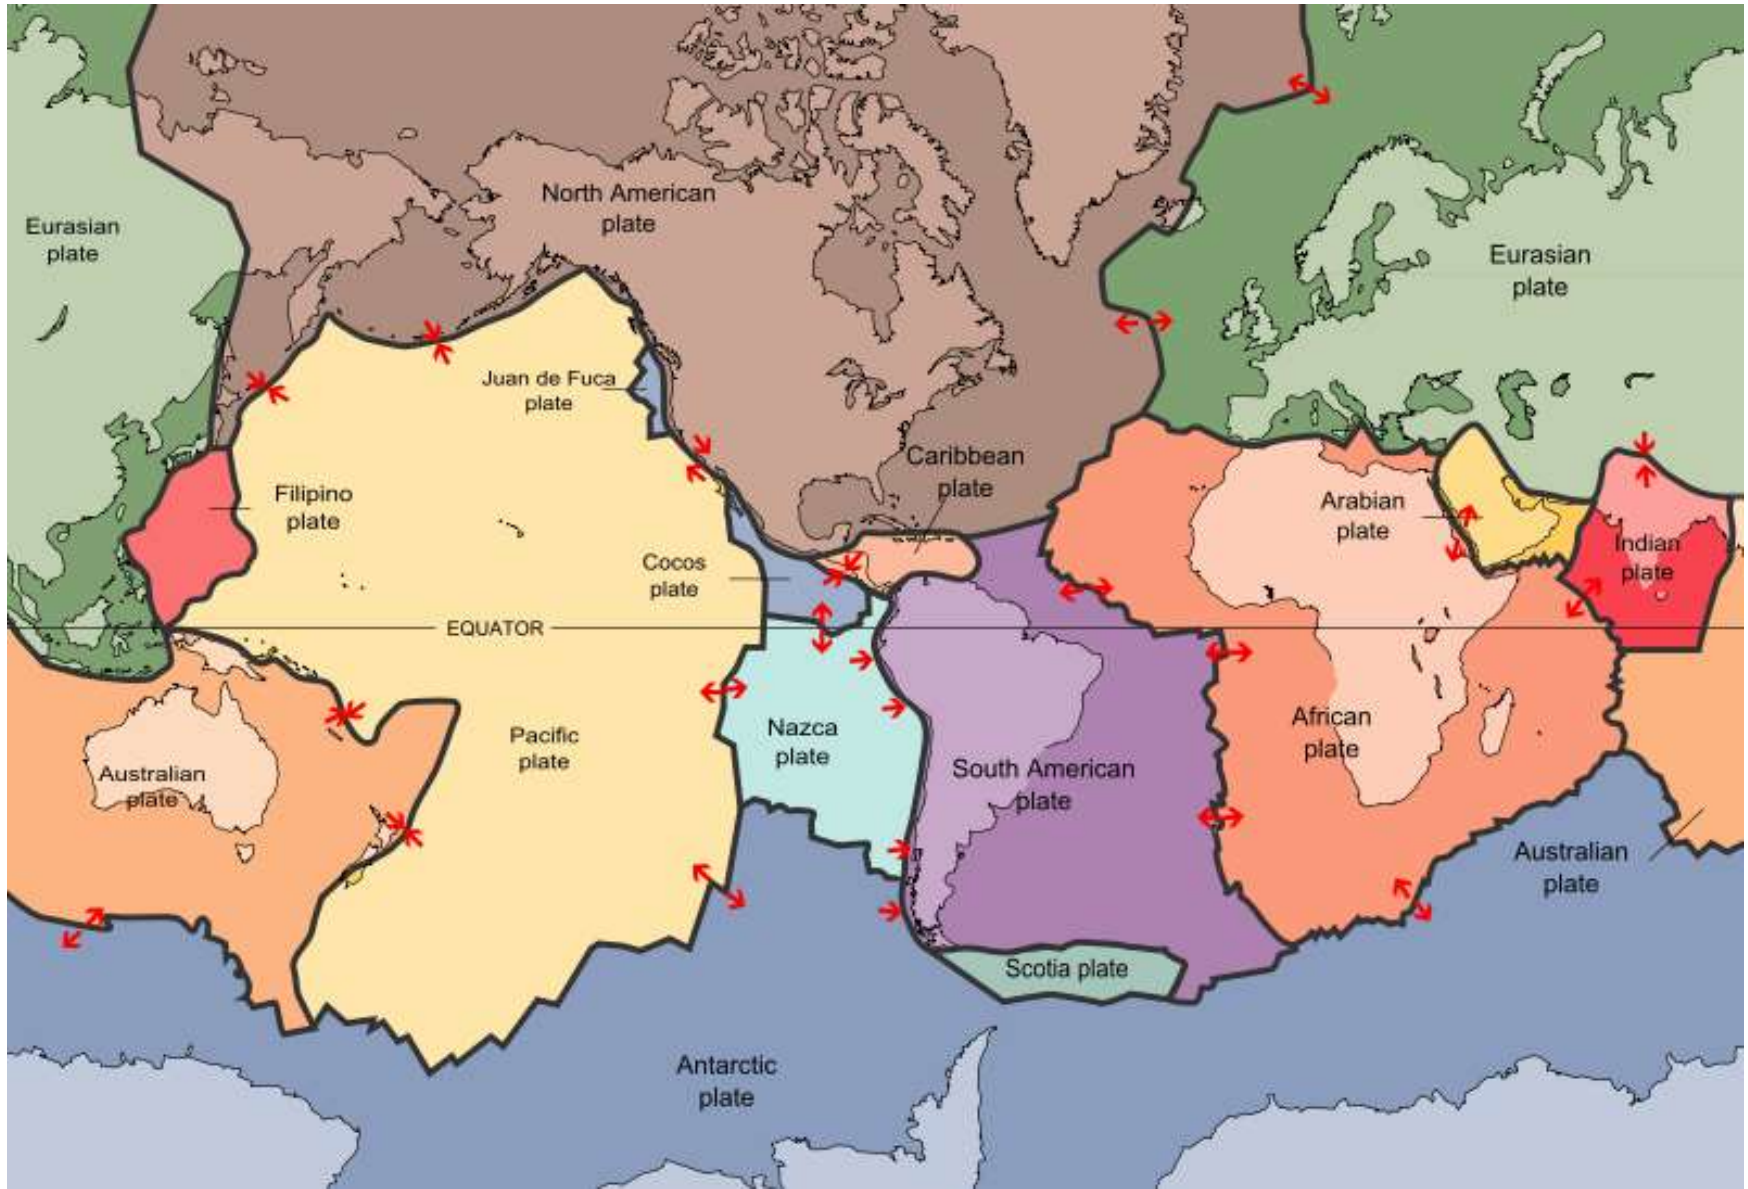 North American
plate
Eurasian
plate
Eurasian
plate
Juan de Fuca
plate
Caribbean
plate
Filipino
plate
Arabian
plate
Indian
plate
Cocos
plate
EQUATOR
Nazca
plate
African
plate
Pacific
plate
South American
plate
Australian
plate
Australian
plate
Scotia plate
Antarctic
plate